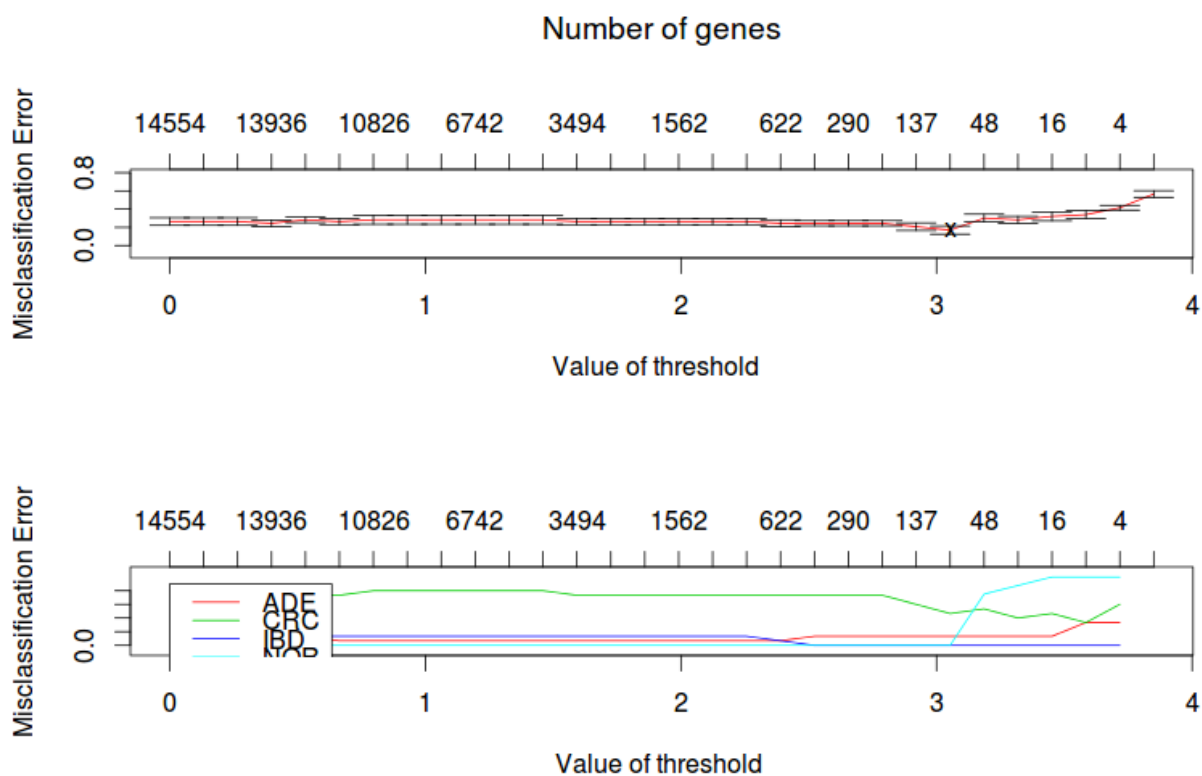 Number of genes
14554 13936 10826 6742 3494 1562 622 290 137 48 16 4
Misclassification Error
0.8
0.0
X
0 1 2 3 4
Value of threshold
14554 13936 10826 6742 3494 1562 622 290 137 48 16 4
Misclassification Error
0.0
ADE
CRC
IBD
NOR
0 1 2 3 4
Value of threshold